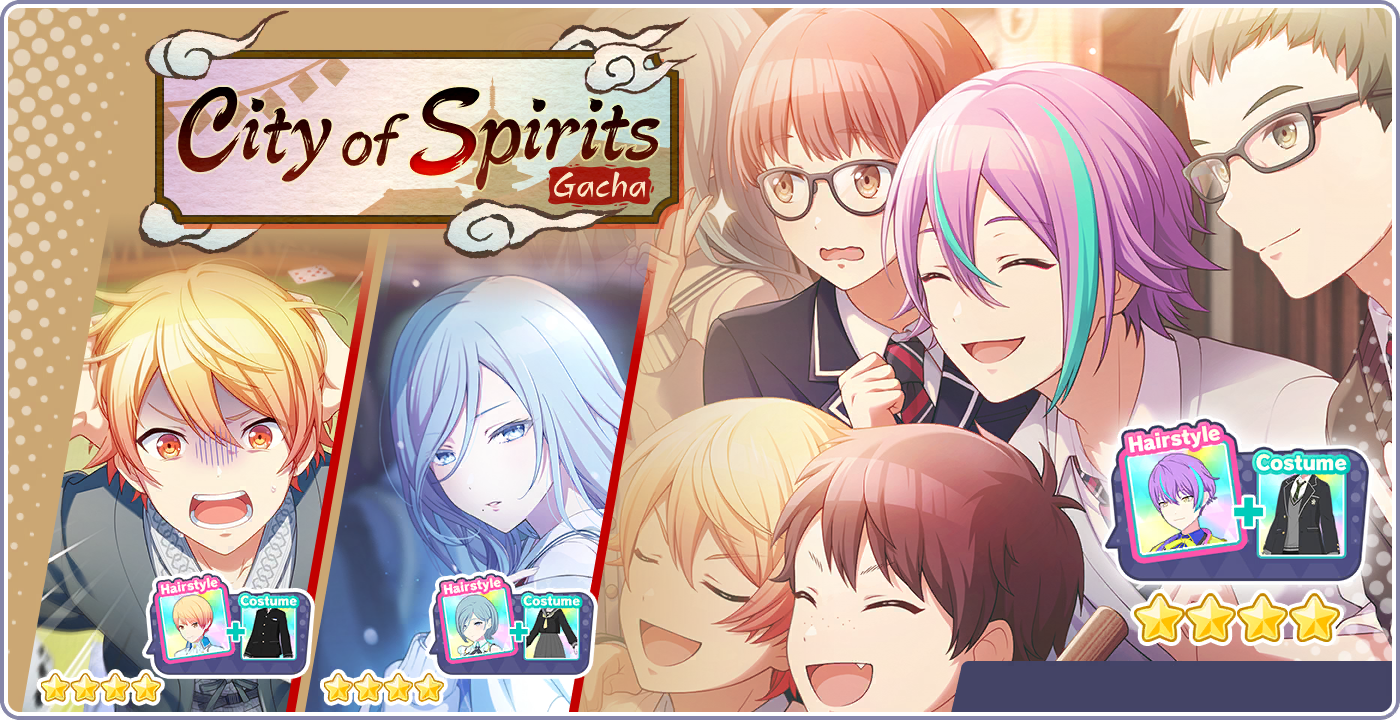 City of Spirits
Gacha
Hairstyle
Costume
Hairstyle
Costume
Hairstyle
Costume